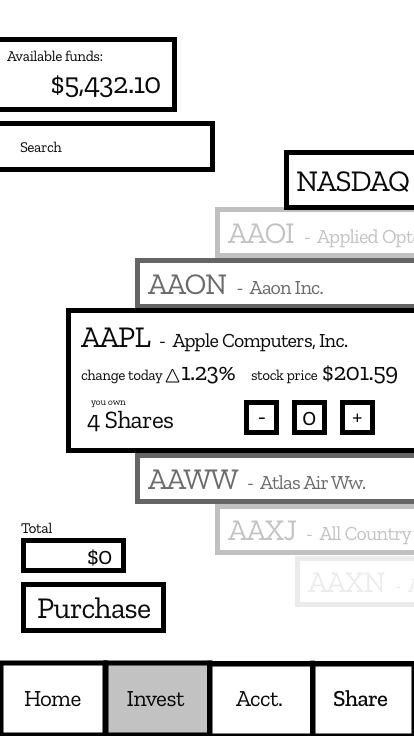 Available funds:
$5,432.10
Search
NASDAQ
AAOI - Applied Opt
AAON - Aaon Inc.
AAPL - Apple Computers, Inc.
change today △1.23% stock price $201.59
you own
4 Shares - 0 +
AAWW - Atlas Air Ww.
AAXJ - All Country
AAXN - A
Total
$0
Purchase
Home Invest Acct. Share